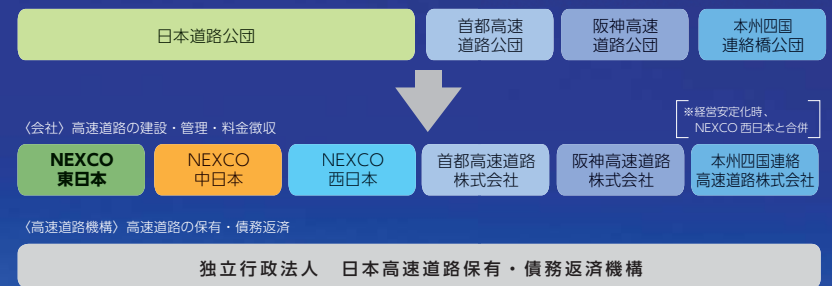 日本道路公団
首都高速
道路公団
阪神高速
道路公団
本州四国
連絡橋公団
〈会社〉高速道路の建設・管理・料金徴収
※経営安定化時、
NEXCO 西日本と合併
NEXCO
東日本
NEXCO
中日本
NEXCO
西日本
首都高速道路
株式会社
阪神高速道路
株式会社
本州四国連絡
高速道路株式会社
〈高速道路機構〉高速道路の保有・債務返済
独立行政法人　日本高速道路保有・債務返済機構